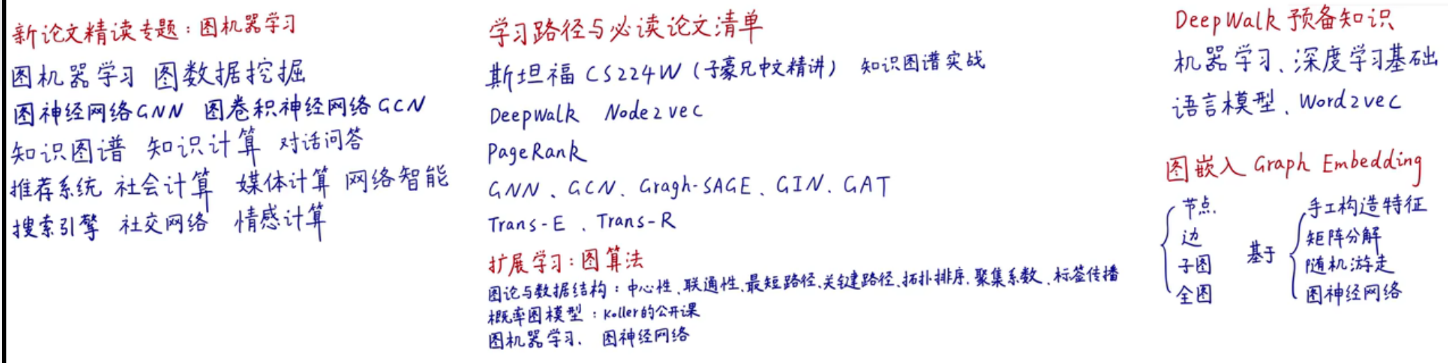 新论文精读专题：图机器学习
图机器学习 图数据挖掘
图神经网络GNN 图卷积神经网络GCN
知识图谱 知识计算 对话问答
推荐系统 社会计算 媒体计算 网络智能
搜索引擎 社交网络 情感计算
学习路径与必读论文清单
斯坦福CS224W（子豪兄中文精讲） 知识图谱实战
DeepWalk Node2vec
PageRank
GNN、GCN、Gragh-SAGE、GIN、GAT
Trans-E、Trans-R
扩展学习：图算法
图论与数据结构：中心性、联通性、最短路径、关键路径、拓扑排序、聚集系数、标签传播
概率图模型：Koller的公开课
图机器学习、图神经网络
DeepWalk 预备知识
机器学习、深度学习基础
语言模型、Word2vec
图嵌入 Graph Embedding
节点
边
子图
全图
基于
手工构造特征
矩阵分解
随机游走
图神经网络